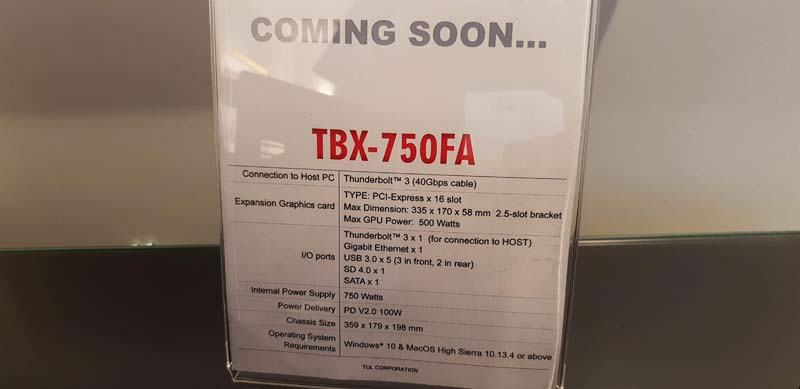 COMING SOON...
TBX-750FA
Connection to Host PC Thunderbolt™ 3 (40Gbps cable)
Expansion Graphics card TYPE: PCI-Express x 16 slot
Max Dimension: 335 x 170 x 58 mm 2.5-slot bracket
Max GPU Power: 500 Watts
I/O ports Thunderbolt™ 3 x 1 (for connection to HOST)
Gigabit Ethernet x 1
USB 3.0 x 5 (3 in front, 2 in rear)
SD 4.0 x 1
SATA x 1
Internal Power Supply 750 Watts
Power Delivery PD V2.0 100W
Chassis Size 359 x 179 x 198 mm
Operating System
Requirements Windows® 10 & MacOS High Sierra 10.13.4 or above
TUL CORPORATION